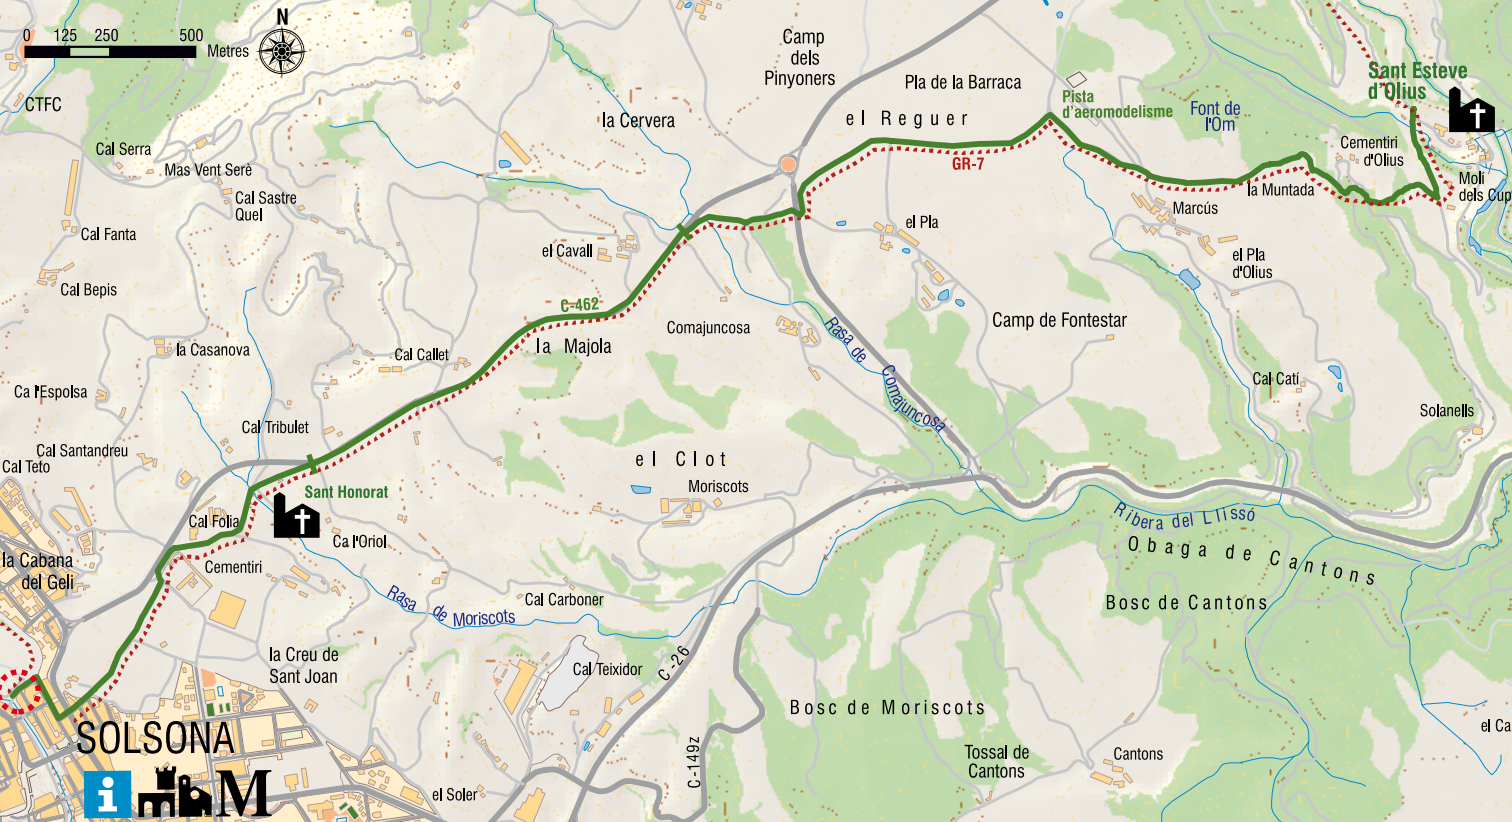 N
0 125 250 500
Metres
CTFC
Cal Serra
Mas Vent Serè
Cal Sastre
Quel
Cal Fanta
Cal Bepis
la Casanova
Ca l'Espolsa
Cal Santandreu
Cal Teto
Cal Tribulet
Cal Callet
la Cervera
el Cavall
C-462
la Majola
Comajuncosa
Camp
dels
Pinyoners
Pla de la Barraca
el Reguer
GR-7
Pista
d'aeromodelisme
Font de
l'Om
Sant Esteve
d'Olius
Cementiri
d'Olius
Molí
dels Cup
la Muntada
Marcús
el Pla
d'Olius
el Pla
Camp de Fontestar
Rasa de
Comajuncosa
Cal Catí
Solanells
el Clot
Moriscots
Sant Honorat
Cal Folia
Ca l'Oriol
Cementiri
la Cabana
del Geli
Rasa de Moriscots
Cal Carboner
Ribera del Llissó
Obaga de Cantons
Bosc de Cantons
la Creu de
Sant Joan
Cal Teixidor
C-26
Bosc de Moriscots
C-149z
Tossal de
Cantons
Cantons
el Ca
el Soler
SOLSONA
i
M